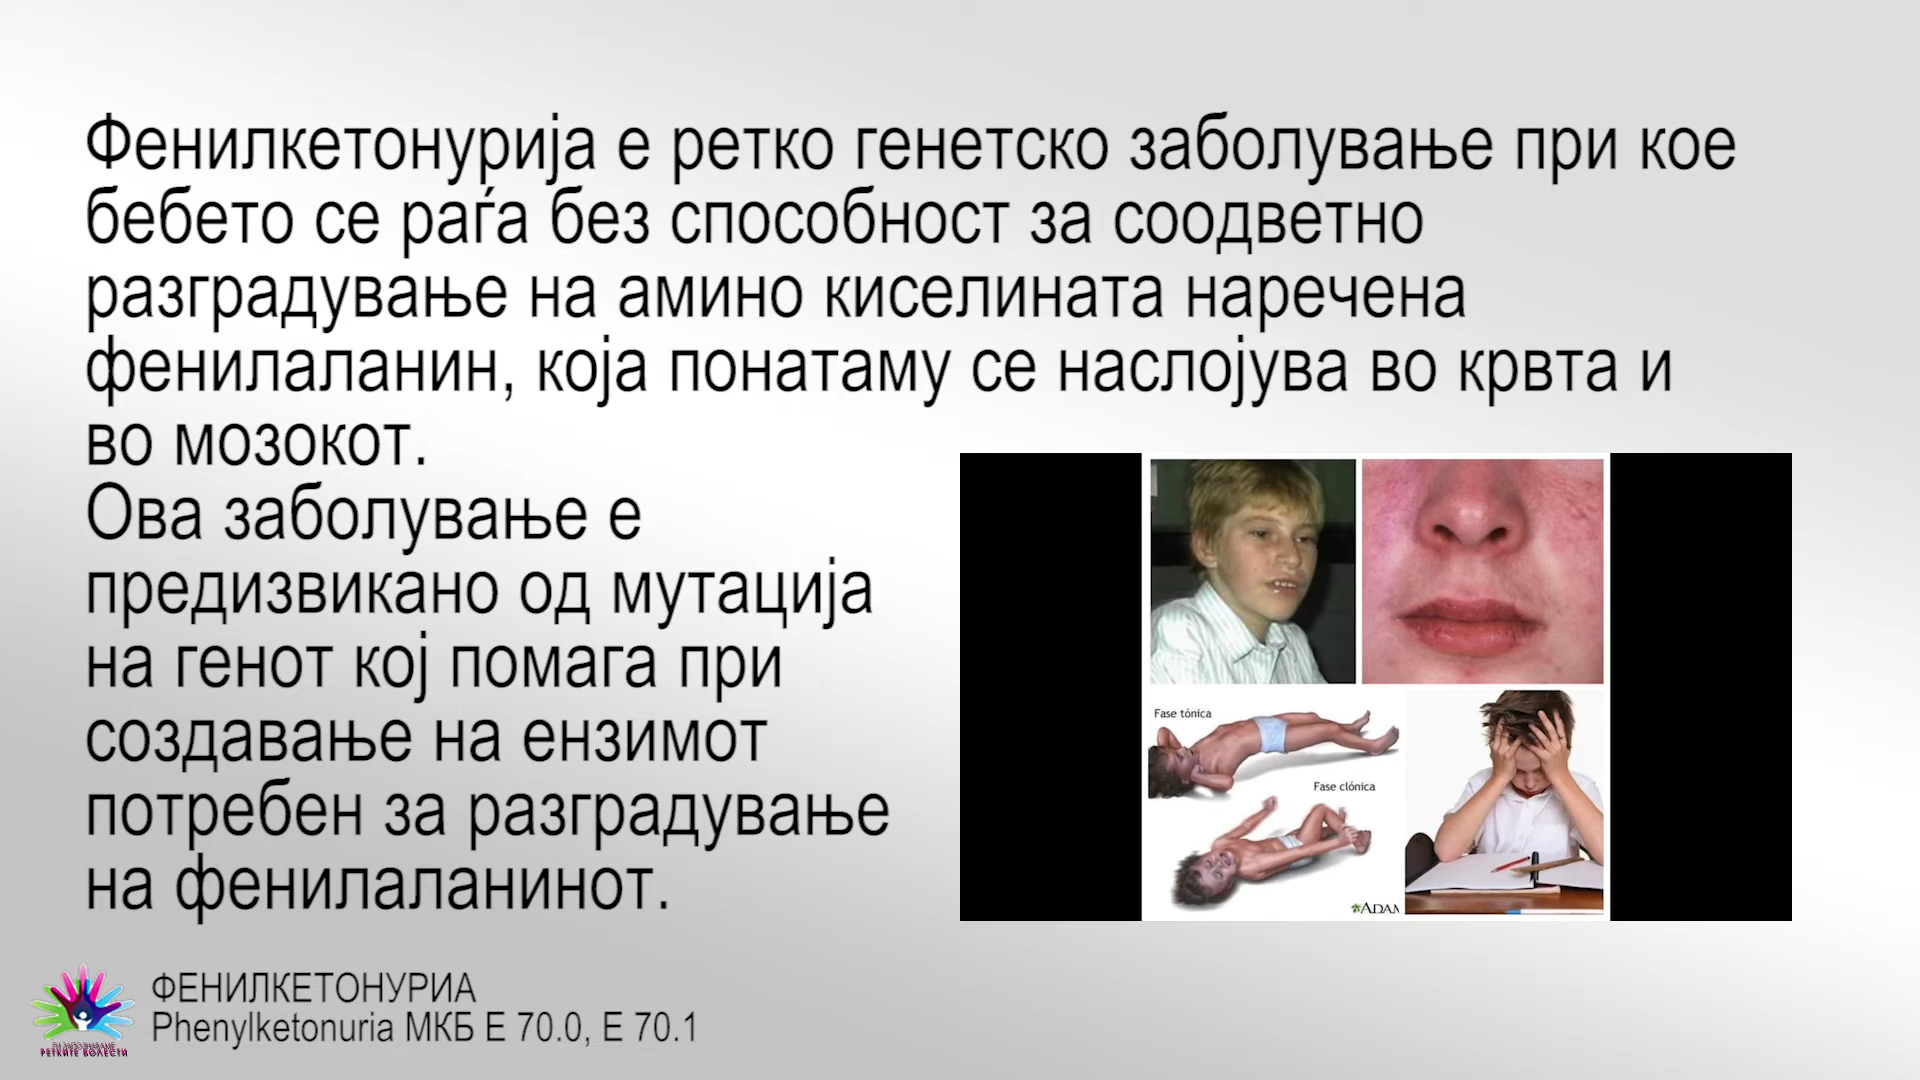 Фенилкетонурија е ретко генетско заболување при кое
бебето се раѓа без способност за соодветно
разградување на амино киселината наречена
фенилаланин, која понатаму се наслојува во крвта и
во мозокот.
Ова заболување е
предизвикано од мутација
на генот кој помага при
создавање на ензимот
потребен за разградување
на фенилаланинот.
Fase tónica
Fase clónica
ADAM
ФЕНИЛКЕТОНУРИА
Phenylketonuria МКБ Е 70.0, Е 70.1
РЕТКИТЕ БОЛЕСТИ